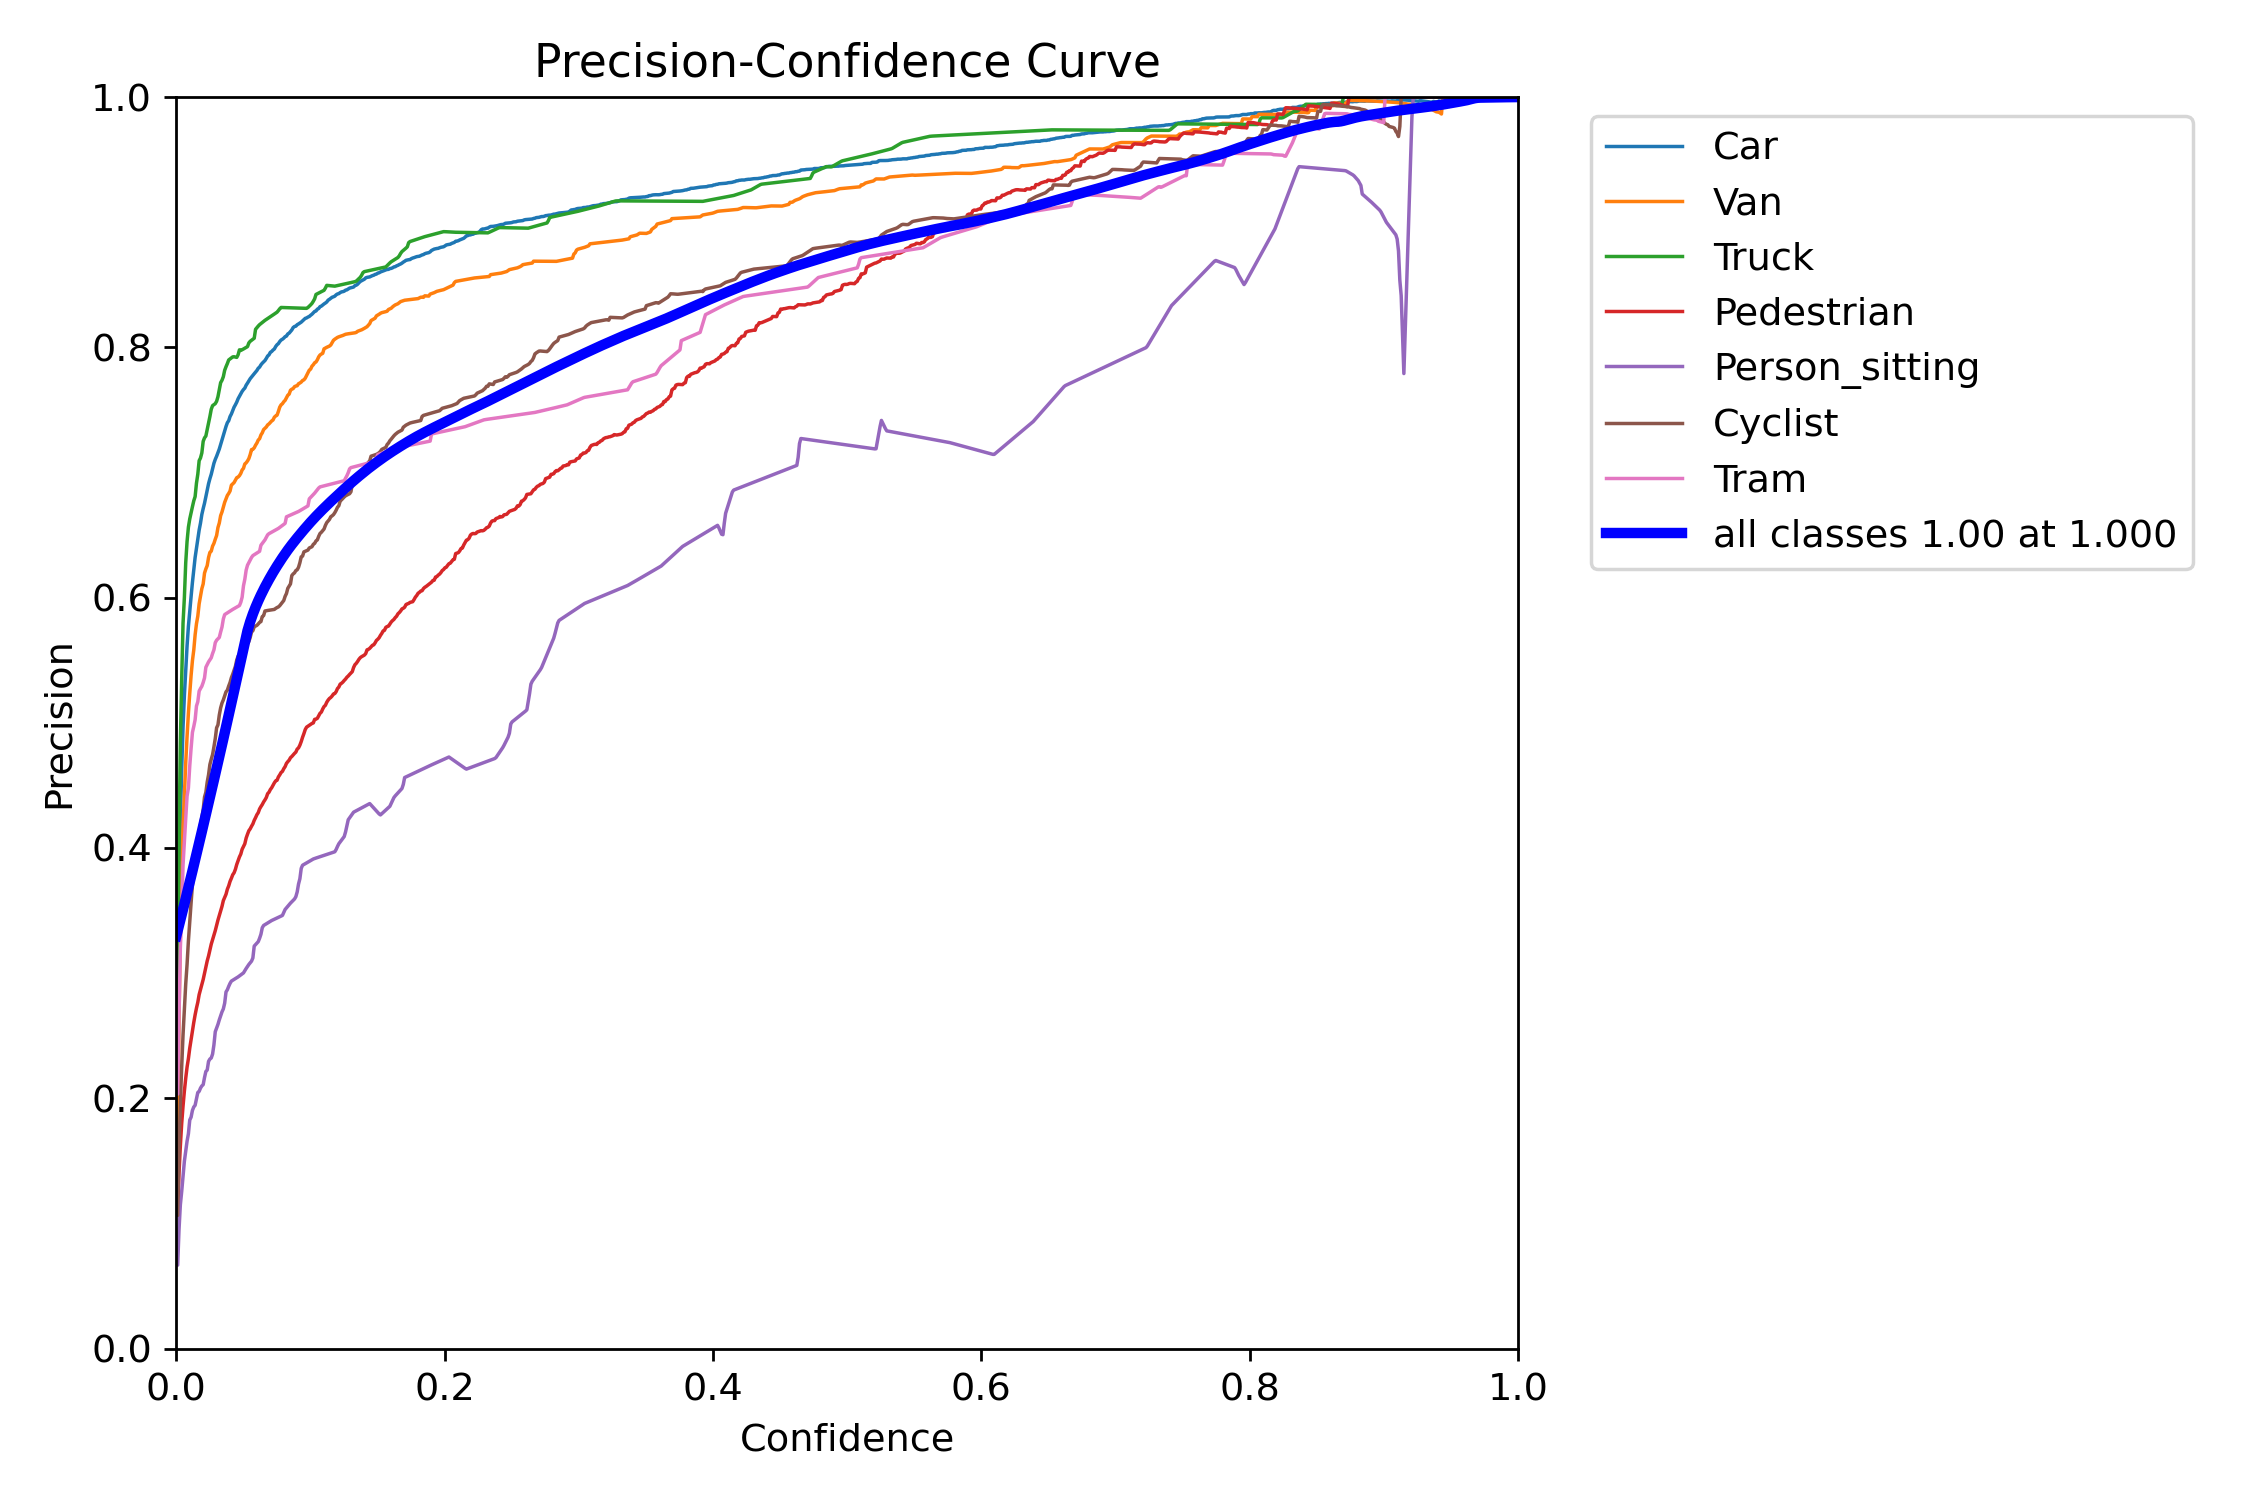 Precision-Confidence Curve
1.0
0.8
0.6
0.4
0.2
0.0
Precision
0.0 0.2 0.4 0.6 0.8 1.0
Confidence
Car
Van
Truck
Pedestrian
Person_sitting
Cyclist
Tram
all classes 1.00 at 1.000